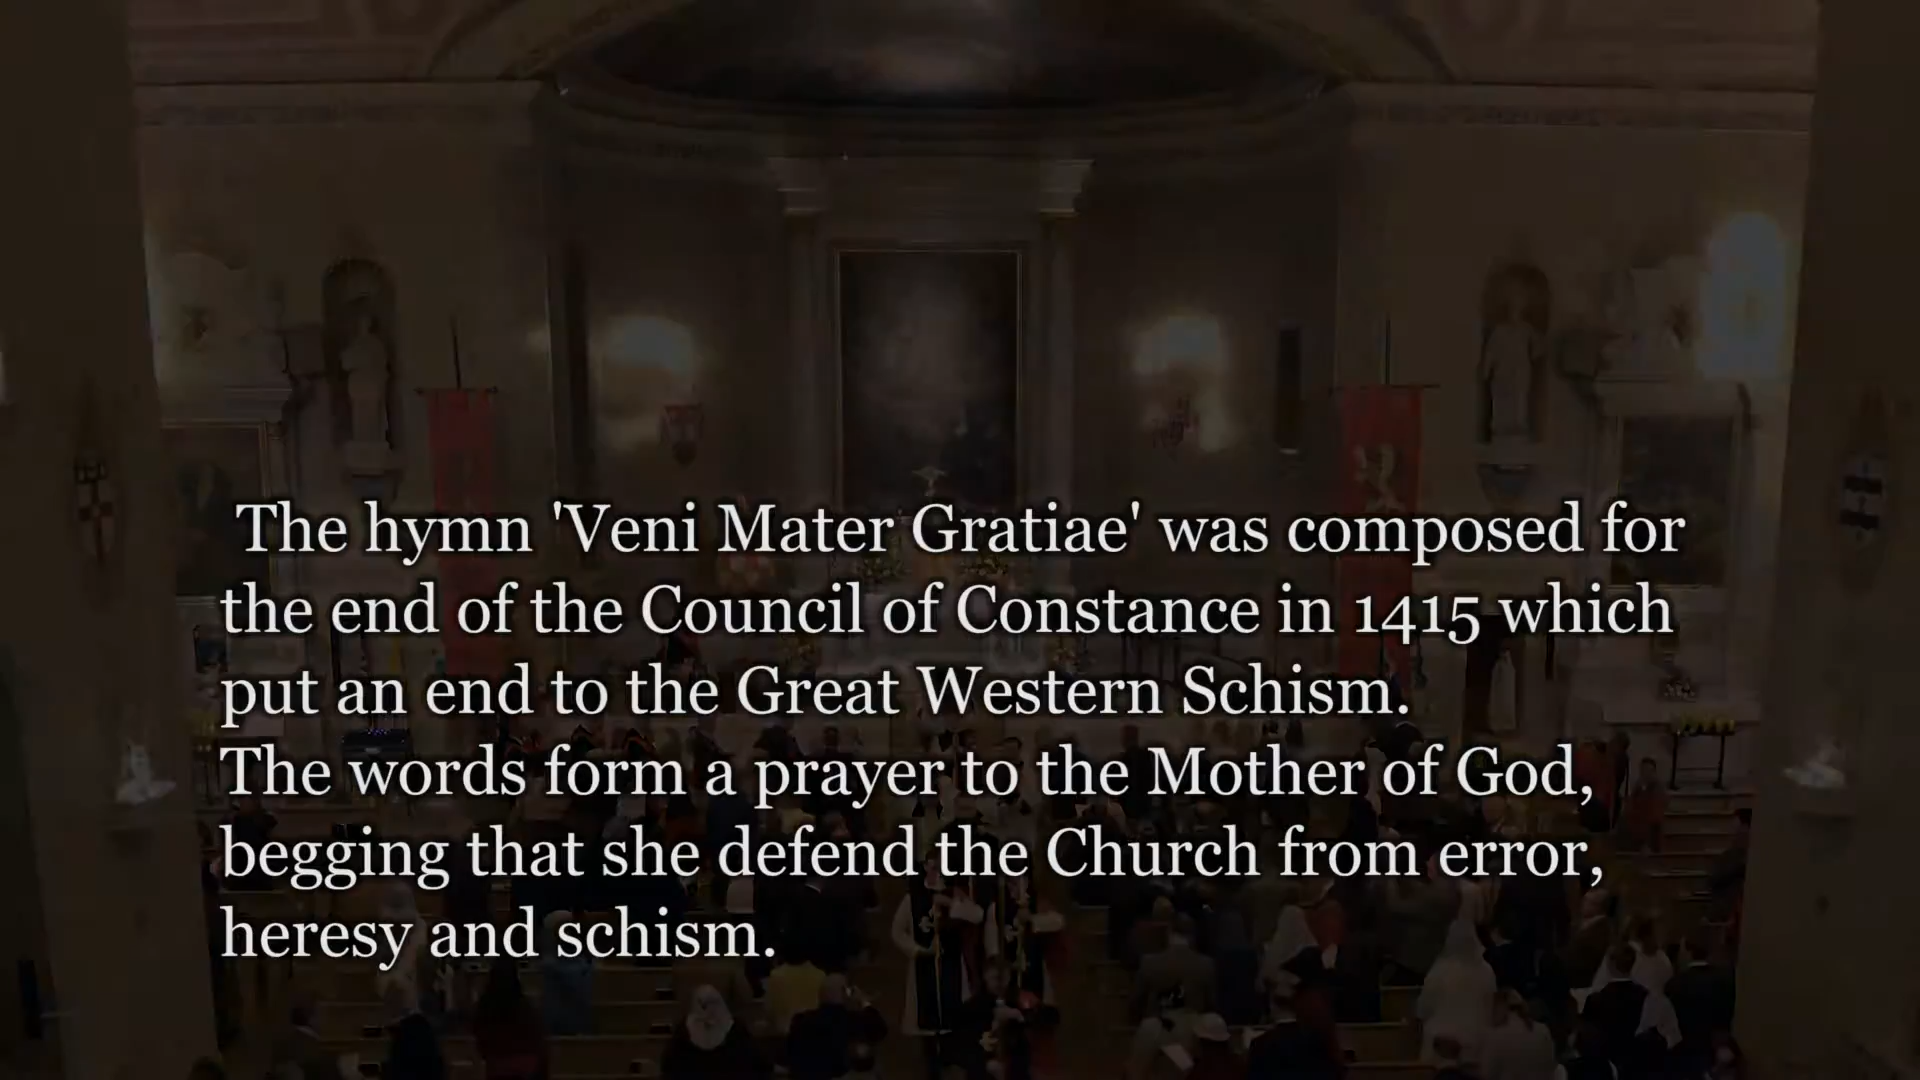 The hymn 'Veni Mater Gratiae' was composed for
the end of the Council of Constance in 1415 which
put an end to the Great Western Schism.
The words form a prayer to the Mother of God,
begging that she defend the Church from error,
heresy and schism.